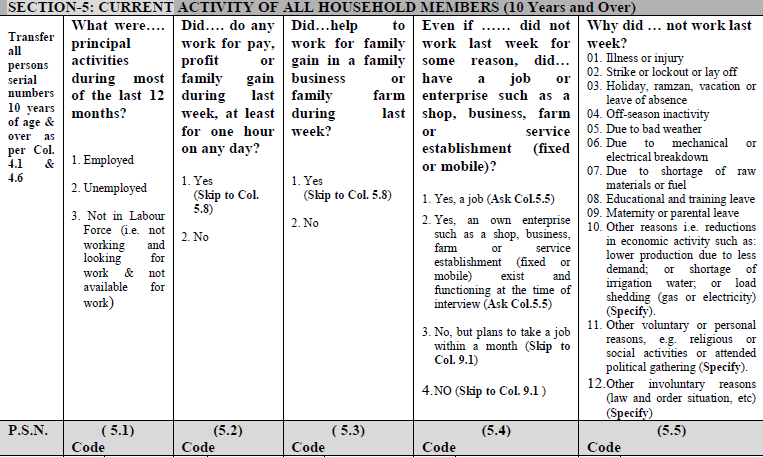 SECTION-5: CURRENT ACTIVITY OF ALL HOUSEHOLD MEMBERS (10 Years and Over)
Transfer
all
persons
serial
numbers
10 years
of age &
over as
per Col.
4.1 &
4.6
What were….
principal
activities
during most
of the last 12
months?
1. Employed
2. Unemployed
3. Not in Labour
Force (i.e. not
working and
looking for
work & not
available for
work)
Did…. do any
work for pay,
profit or
family gain
during last
week, at least
for one hour
on any day?
1. Yes
(Skip to Col.
5.8)
2. No
Did…help to
work for family
gain in a family
business or
family farm
during last
week?
1. Yes
(Skip to Col. 5.8)
2. No
Even if …… did not
work last week for
some reason, did…
have a job or
enterprise such as a
shop, business, farm
or service
establishment (fixed
or mobile)?
1. Yes, a job (Ask Col.5.5)
2. Yes, an own enterprise
such as a shop, business,
farm or service
establishment (fixed or
mobile) exist and
functioning at the time of
interview (Ask Col.5.5)
3. No, but plans to take a job
within a month (Skip to
Col. 9.1)
4.NO (Skip to Col. 9.1 )
Why did … not work last
week?
01. Illness or injury
02. Strike or lockout or lay off
03. Holiday, ramzan, vacation or
leave of absence
04. Off-season inactivity
05. Due to bad weather
06. Due to mechanical or
electrical breakdown
07. Due to shortage of raw
materials or fuel
08. Educational and training leave
09. Maternity or parental leave
10. Other reasons i.e. reductions
in economic activity such as:
lower production due to less
demand; or shortage of
irrigation water; or load
shedding (gas or electricity)
(Specify).
11. Other voluntary or personal
reasons, e.g. religious or
social activities or attended
political gathering (Specify).
12.Other involuntary reasons
(law and order situation, etc)
(Specify)
P.S.N.
( 5.1)
Code
(5.2)
Code
( 5.3)
Code
(5.4)
Code
(5.5)
Code